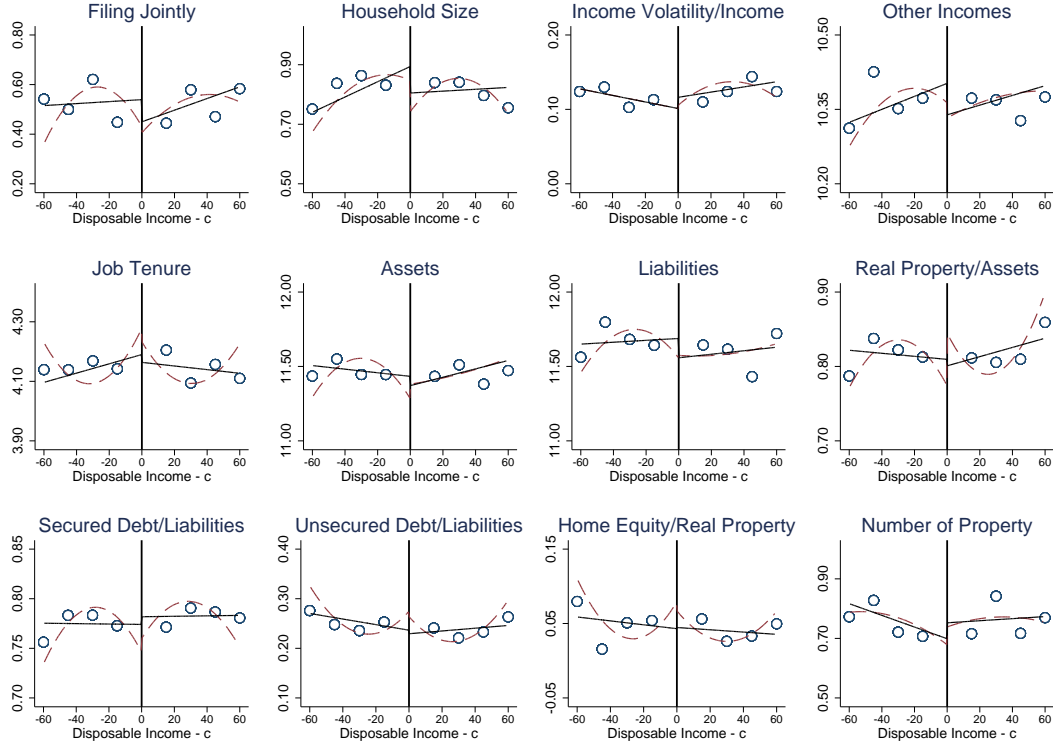 Filing Jointly
0.80
0.60
0.40
0.20
-60 -40 -20 0 20 40 60
Disposable Income - c
Household Size
0.90
0.70
0.50
-60 -40 -20 0 20 40 60
Disposable Income - c
Income Volatility/Income
0.20
0.10
0.00
-60 -40 -20 0 20 40 60
Disposable Income - c
Other Incomes
10.50
10.35
10.20
-60 -40 -20 0 20 40 60
Disposable Income - c
Job Tenure
4.30
4.10
3.90
-60 -40 -20 0 20 40 60
Disposable Income - c
Assets
12.00
11.50
11.00
-60 -40 -20 0 20 40 60
Disposable Income - c
Liabilities
12.00
11.50
11.00
-60 -40 -20 0 20 40 60
Disposable Income - c
Real Property/Assets
0.90
0.80
0.70
-60 -40 -20 0 20 40 60
Disposable Income - c
Secured Debt/Liabilities
0.85
0.80
0.75
0.70
-60 -40 -20 0 20 40 60
Disposable Income - c
Unsecured Debt/Liabilities
0.40
0.30
0.20
0.10
-60 -40 -20 0 20 40 60
Disposable Income - c
Home Equity/Real Property
0.15
0.05
-0.05
-60 -40 -20 0 20 40 60
Disposable Income - c
Number of Property
0.90
0.70
0.50
-60 -40 -20 0 20 40 60
Disposable Income - c